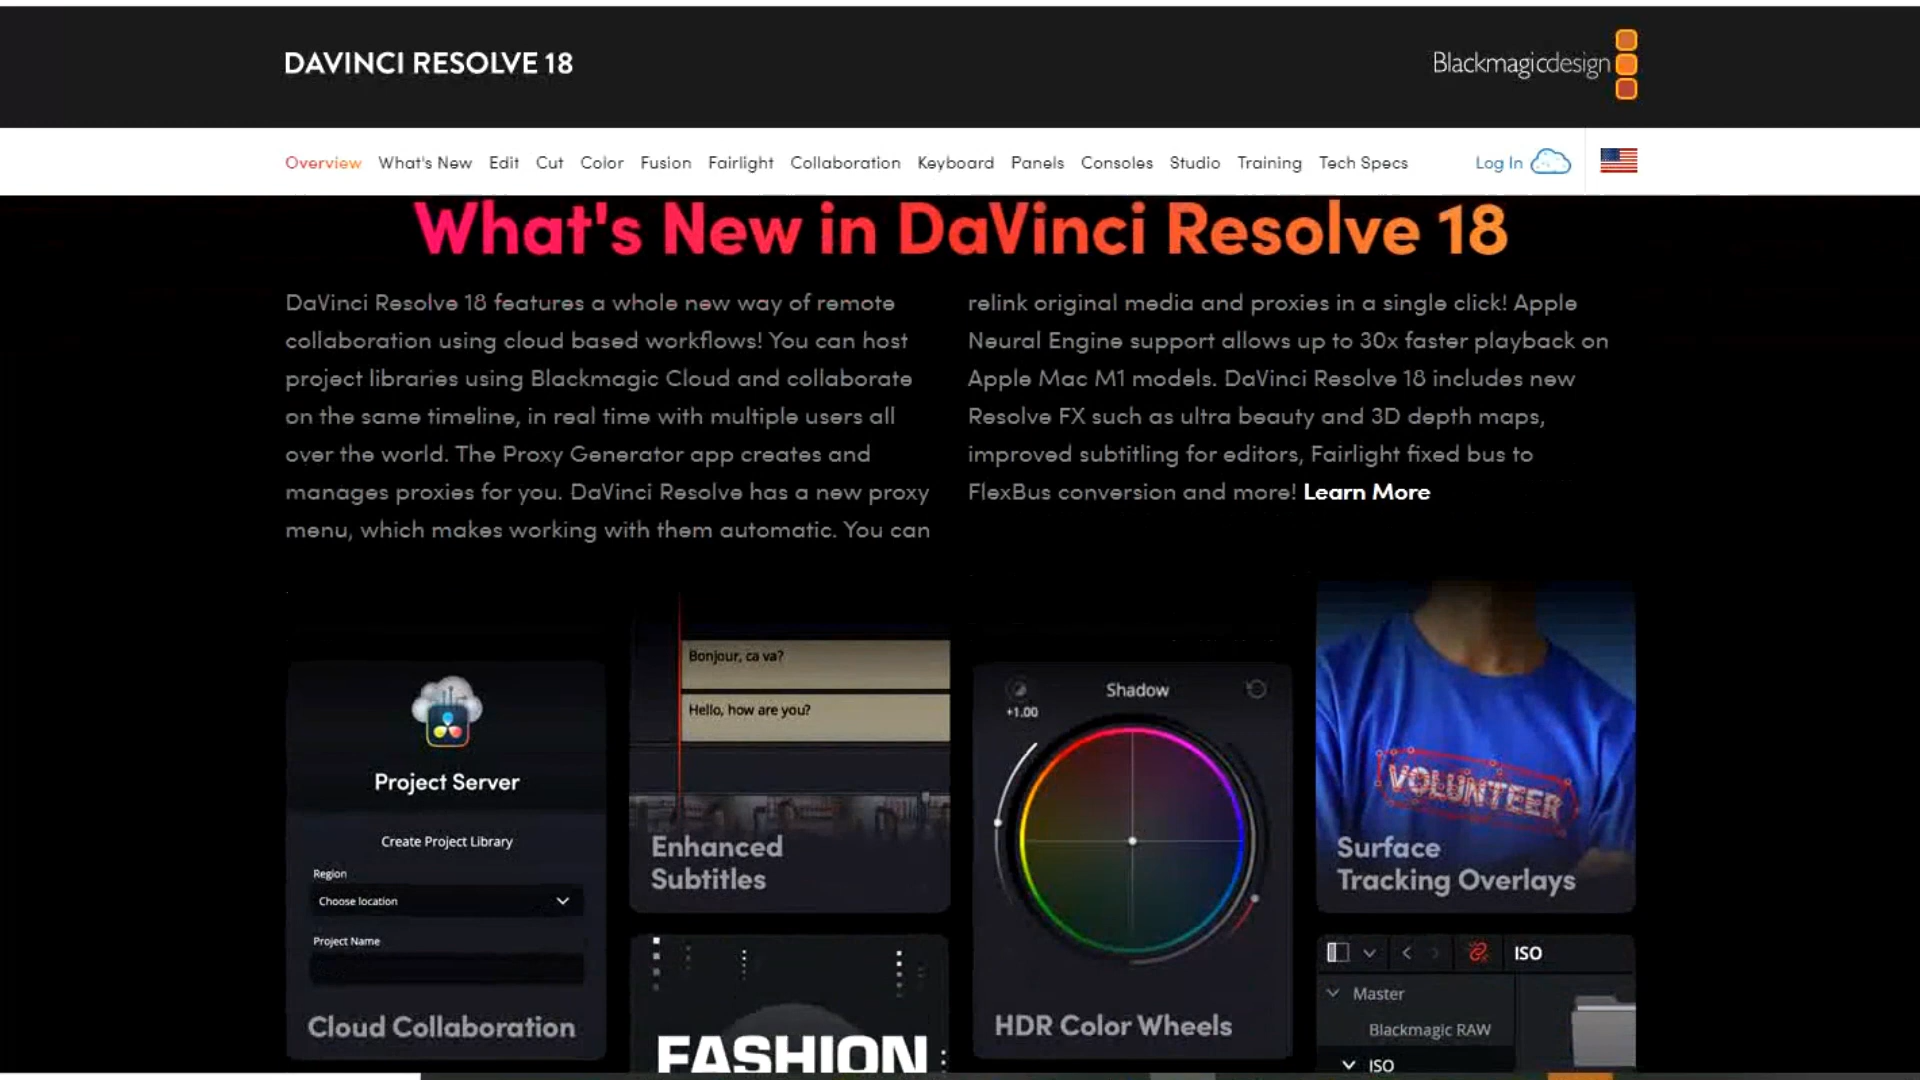 DAVINCI RESOLVE 18
Blackmagicdesign
Overview What's New Edit Cut Color Fusion Fairlight Collaboration Keyboard Panels Consoles Studio Training Tech Specs Log In
What's New in DaVinci Resolve 18
DaVinci Resolve 18 features a whole new way of remote
collaboration using cloud based workflows! You can host
project libraries using Blackmagic Cloud and collaborate
on the same timeline, in real time with multiple users all
over the world. The Proxy Generator app creates and
manages proxies for you. DaVinci Resolve has a new proxy
menu, which makes working with them automatic. You can
relink original media and proxies in a single click! Apple
Neural Engine support allows up to 30x faster playback on
Apple Mac M1 models. DaVinci Resolve 18 includes new
Resolve FX such as ultra beauty and 3D depth maps,
improved subtitling for editors, Fairlight fixed bus to
FlexBus conversion and more! Learn More
Project Server
Create Project Library
Region
Choose location
Project Name
Cloud Collaboration
Bonjour, ca va?
Hello, how are you?
Enhanced
Subtitles
FASHION
Shadow
+1.00
HDR Color Wheels
VOLUNTEER
Surface
Tracking Overlays
ISO
Master
Blackmagic RAW
ISO